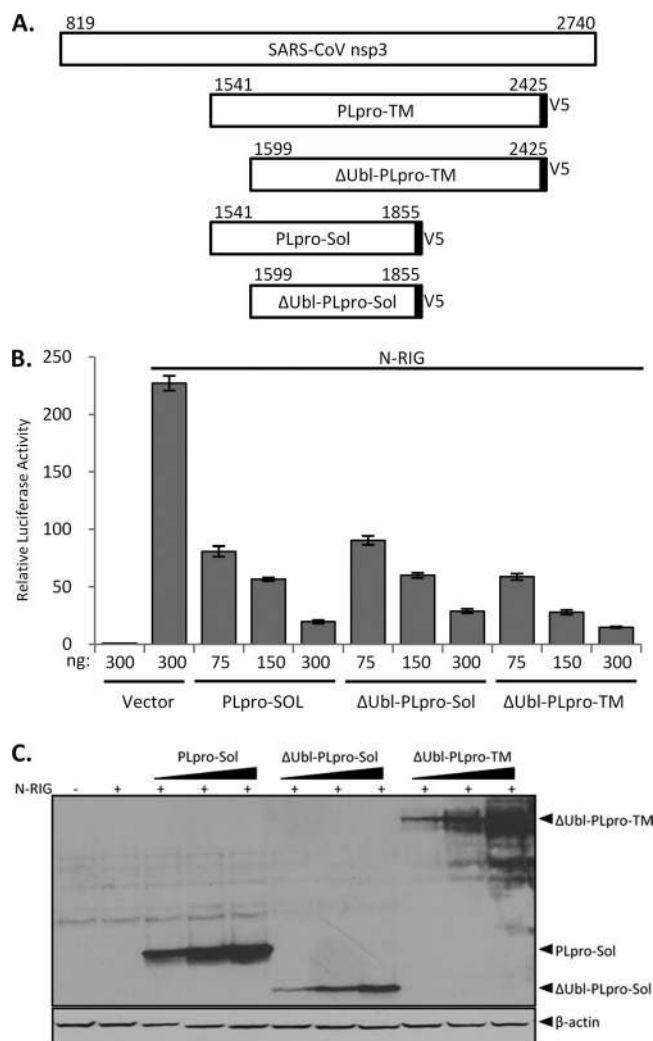 A.
819 2740
SARS-CoV nsp3
1541 2425
PLpro-TM V5
1599 2425
ΔUbl-PLpro-TM V5
1541 1855
PLpro-Sol V5
1599 1855
ΔUbl-PLpro-Sol V5
B.
N-RIG
Relative Luciferase Activity
250
200
150
100
50
0
ng: 300 300 75 150 300 75 150 300 75 150 300
Vector PLpro-SOL ΔUbl-PLpro-Sol ΔUbl-PLpro-TM
C.
PLpro-Sol ΔUbl-PLpro-Sol ΔUbl-PLpro-TM
N-RIG - + + + + + + + + + +
ΔUbl-PLpro-TM
PLpro-Sol
ΔUbl-PLpro-Sol
β-actin